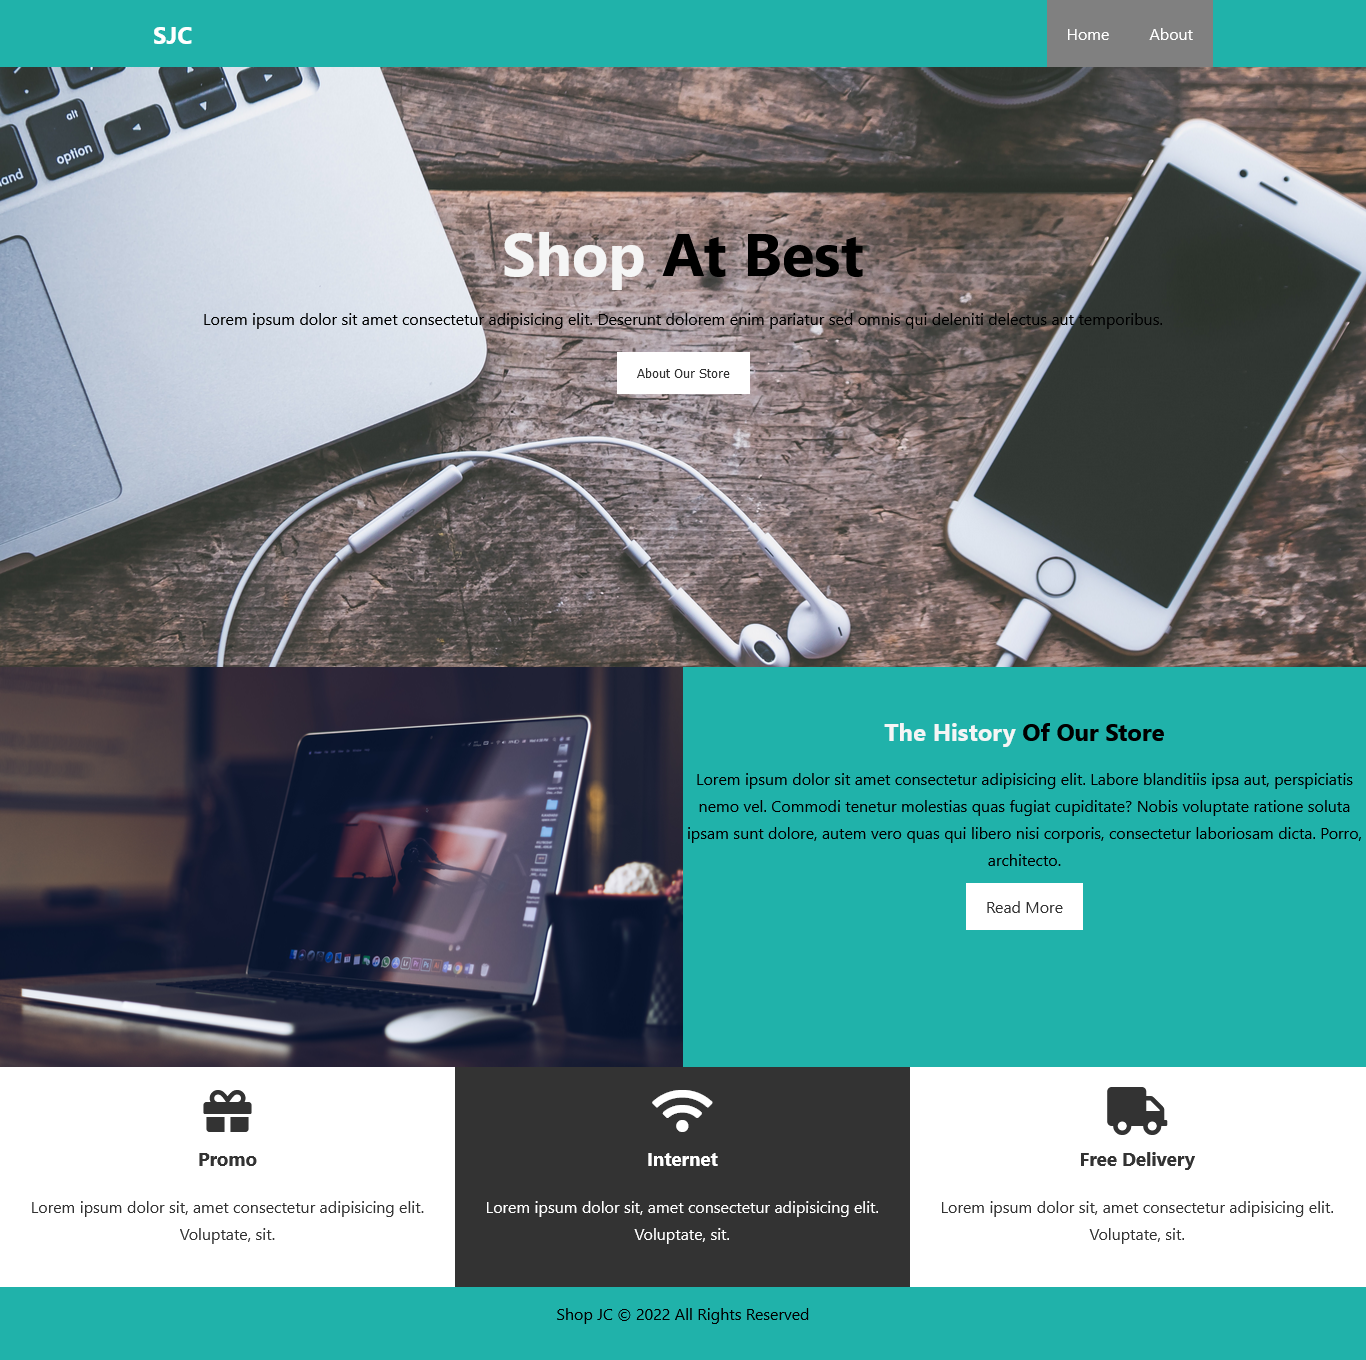 SJC
Home
About
alt
option
and
Shop At Best
Lorem ipsum dolor sit amet consectetur adipisicing elit. Deserunt dolorem enim pariatur sed omnis qui deleniti delectus aut temporibus.
About Our Store
The History Of Our Store
Lorem ipsum dolor sit amet consectetur adipisicing elit. Labore blanditiis ipsa aut, perspiciatis
nemo vel. Commodi tenetur molestias quas fugiat cupiditate? Nobis voluptate ratione soluta
ipsam sunt dolore, autem vero quas qui libero nisi corporis, consectetur laboriosam dicta. Porro,
architecto.
Read More
Promo
Lorem ipsum dolor sit, amet consectetur adipisicing elit.
Voluptate, sit.
Internet
Lorem ipsum dolor sit, amet consectetur adipisicing elit.
Voluptate, sit.
Free Delivery
Lorem ipsum dolor sit, amet consectetur adipisicing elit.
Voluptate, sit.
Shop JC © 2022 All Rights Reserved